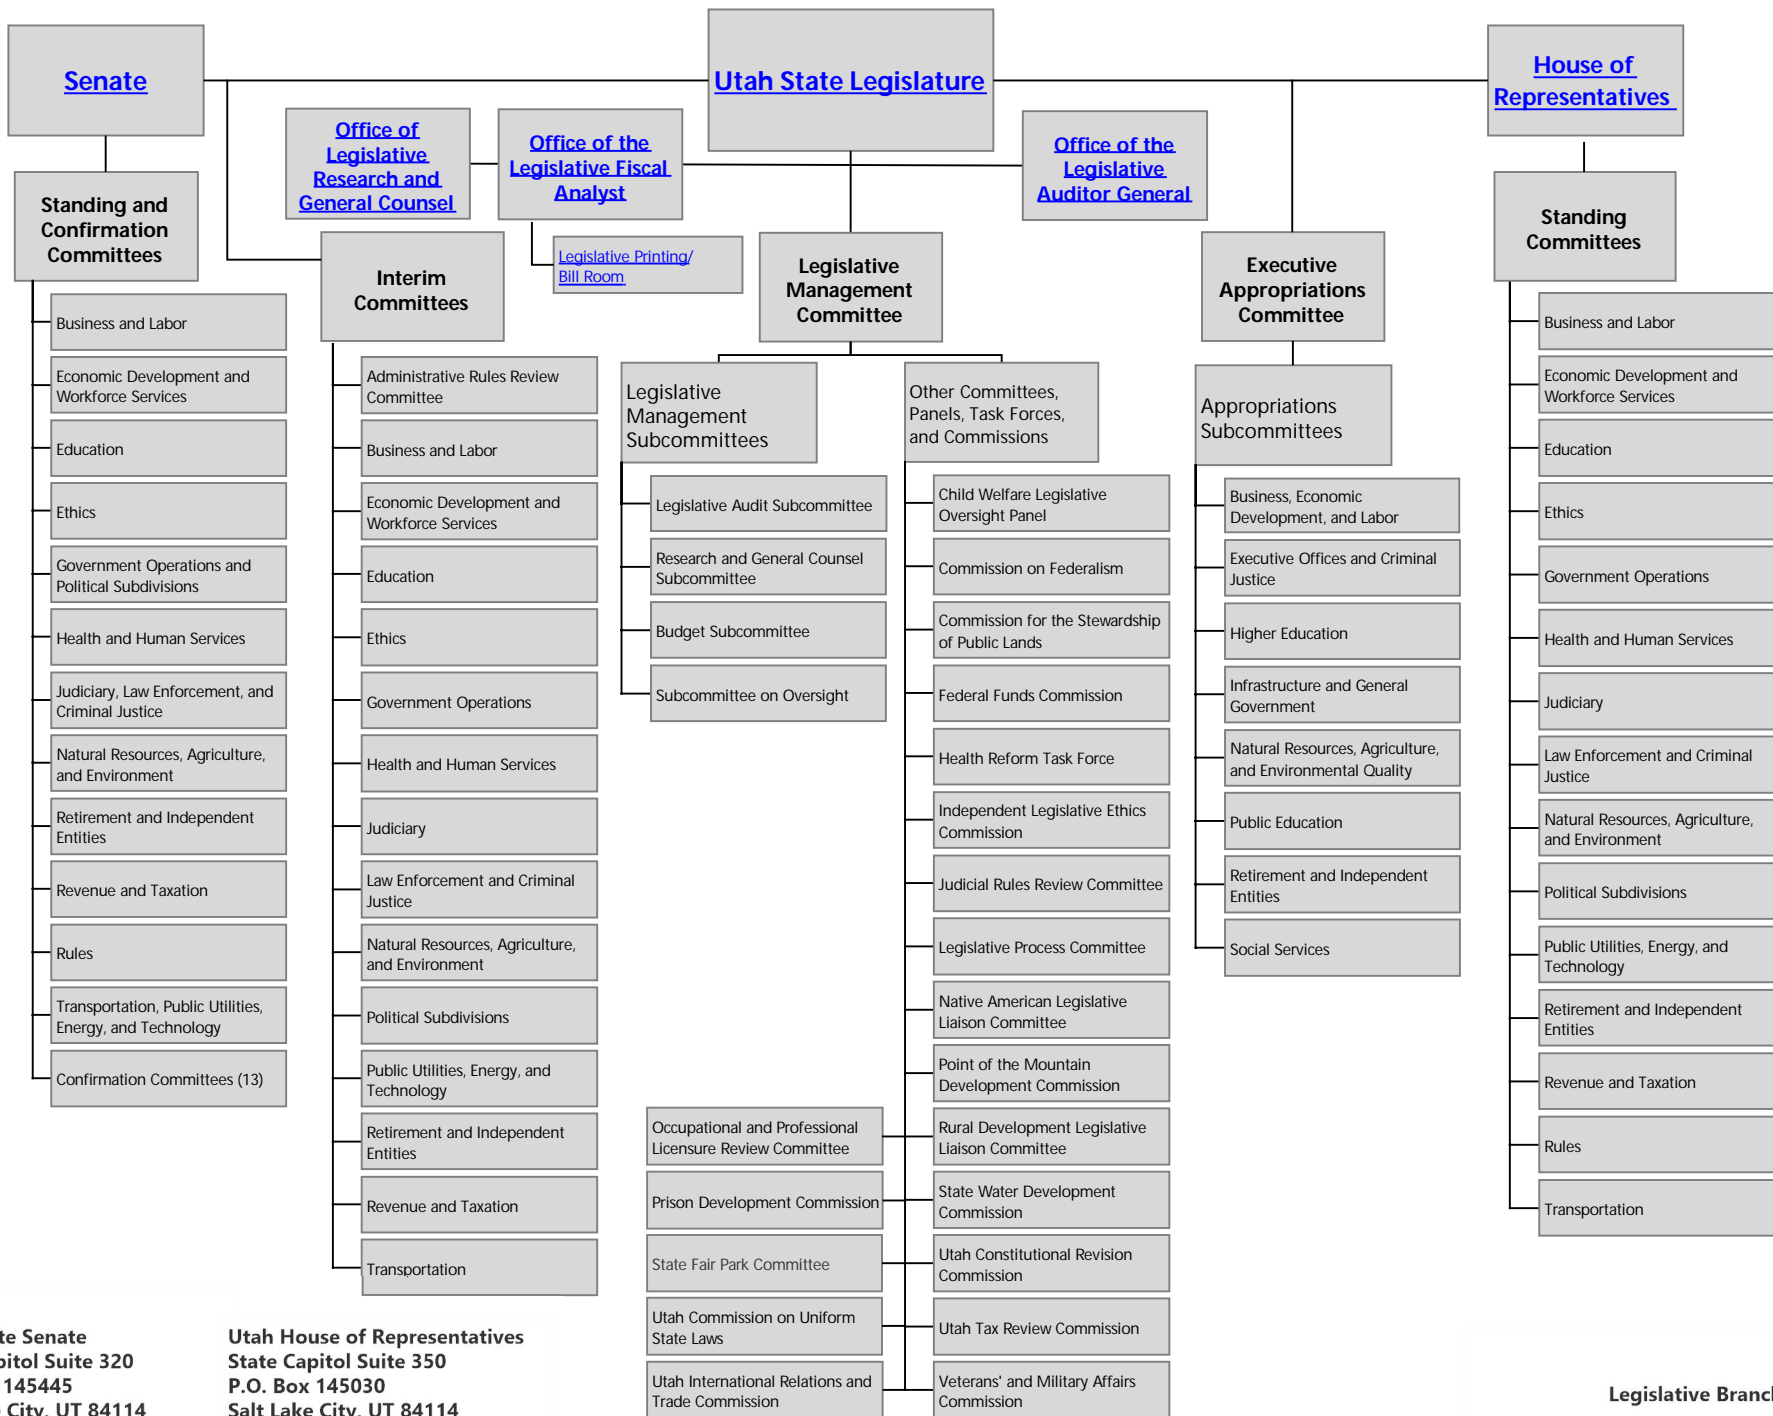 Senate
Utah State Legislature
House of
Representatives
Office of
Legislative
Research and
General Counsel
Office of the
Legislative Fiscal
Analyst
Office of the
Legislative
Auditor General
Legislative Printing/
Bill Room
Standing and
Confirmation
Committees
Business and Labor
Economic Development and
Workforce Services
Education
Ethics
Government Operations and
Political Subdivisions
Health and Human Services
Judiciary, Law Enforcement, and
Criminal Justice
Natural Resources, Agriculture,
and Environment
Retirement and Independent
Entities
Revenue and Taxation
Rules
Transportation, Public Utilities,
Energy, and Technology
Confirmation Committees (13)
Interim
Committees
Administrative Rules Review
Committee
Business and Labor
Economic Development and
Workforce Services
Education
Ethics
Government Operations
Health and Human Services
Judiciary
Law Enforcement and Criminal
Justice
Natural Resources, Agriculture,
and Environment
Political Subdivisions
Public Utilities, Energy, and
Technology
Retirement and Independent
Entities
Revenue and Taxation
Transportation
Legislative
Management
Committee
Legislative
Management
Subcommittees
Legislative Audit Subcommittee
Research and General Counsel
Subcommittee
Budget Subcommittee
Subcommittee on Oversight
Other Committees,
Panels, Task Forces,
and Commissions
Child Welfare Legislative
Oversight Panel
Commission on Federalism
Commission for the Stewardship
of Public Lands
Federal Funds Commission
Health Reform Task Force
Independent Legislative Ethics
Commission
Judicial Rules Review Committee
Legislative Process Committee
Native American Legislative
Liaison Committee
Point of the Mountain
Development Commission
Occupational and Professional
Licensure Review Committee
Rural Development Legislative
Liaison Committee
Prison Development Commission
State Water Development
Commission
State Fair Park Committee
Utah Constitutional Revision
Commission
Utah Commission on Uniform
State Laws
Utah Tax Review Commission
Utah International Relations and
Trade Commission
Veterans' and Military Affairs
Commission
Executive
Appropriations
Committee
Appropriations
Subcommittees
Business, Economic
Development, and Labor
Executive Offices and Criminal
Justice
Higher Education
Infrastructure and General
Government
Natural Resources, Agriculture,
and Environmental Quality
Public Education
Retirement and Independent
Entities
Social Services
Standing
Committees
Business and Labor
Economic Development and
Workforce Services
Education
Ethics
Government Operations
Health and Human Services
Judiciary
Law Enforcement and Criminal
Justice
Natural Resources, Agriculture,
and Environment
Political Subdivisions
Public Utilities, Energy, and
Technology
Retirement and Independent
Entities
Revenue and Taxation
Rules
Transportation
Senate
Suite 320
145445
City, UT 84114
Utah House of Representatives
State Capitol Suite 350
P.O. Box 145030
Salt Lake City, UT 84114
Legislative